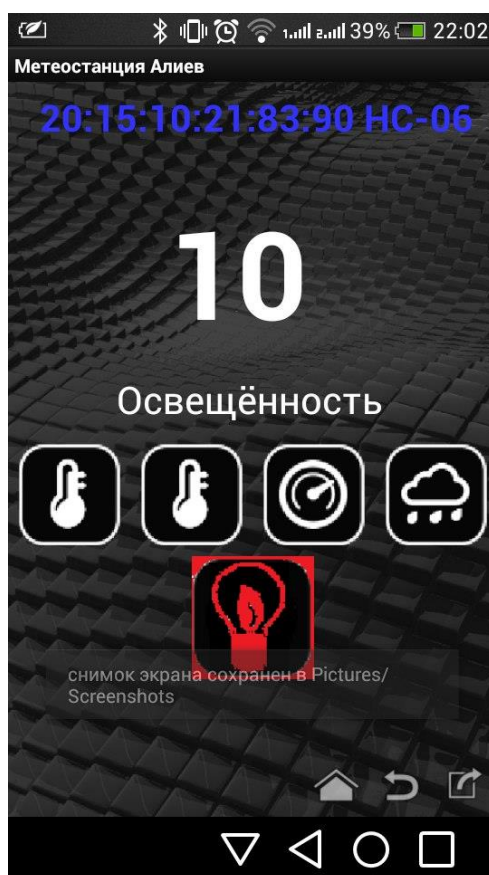 39% 22:02
Метеостанция Алиев
20:15:10:21:83:90 HC-06
10
Освещённость
снимок экрана сохранен в Pictures/
Screenshots